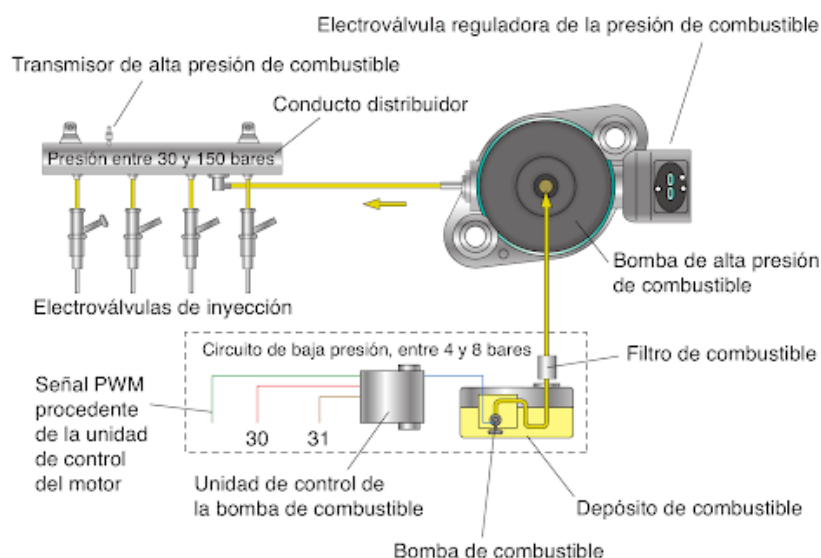 Electroválvula reguladora de la presión de combustible
Transmisor de alta presión de combustible
Conducto distribuidor
Presión entre 30 y 150 bares
Bomba de alta presión
de combustible
Electroválvulas de inyección
Circuito de baja presión, entre 4 y 8 bares
Filtro de combustible
Señal PWM
procedente
de la unidad
de control
del motor
30
31
Unidad de control de
la bomba de combustible
Depósito de combustible
Bomba de combustible